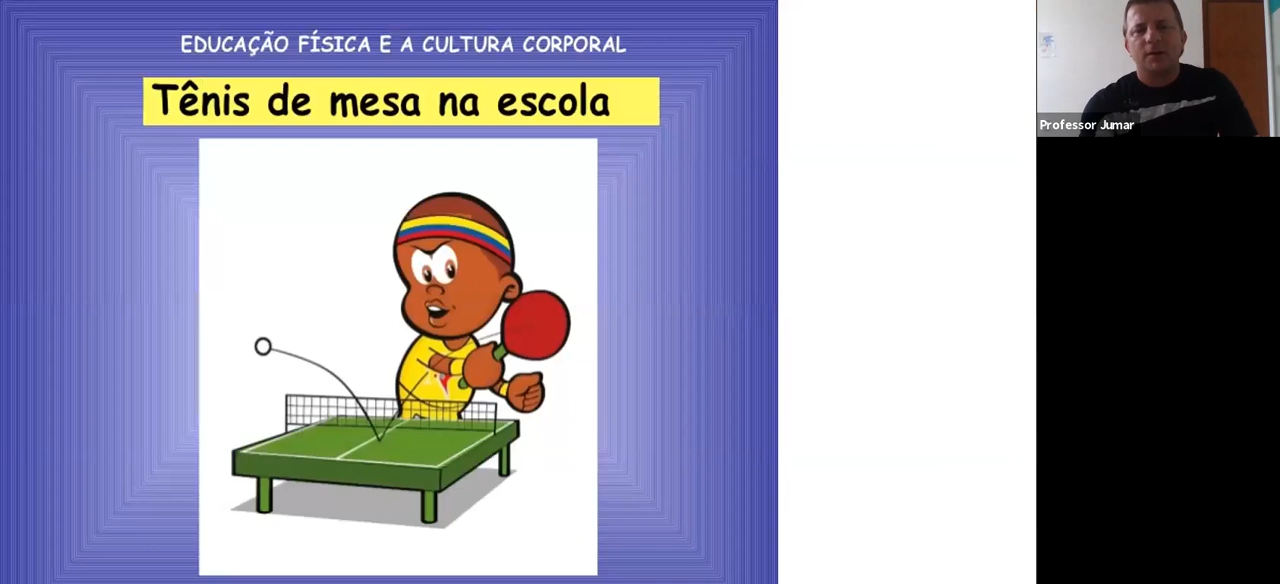 EDUCAÇÃO FÍSICA E A CULTURA CORPORAL
Tênis de mesa na escola
Professor Jumar